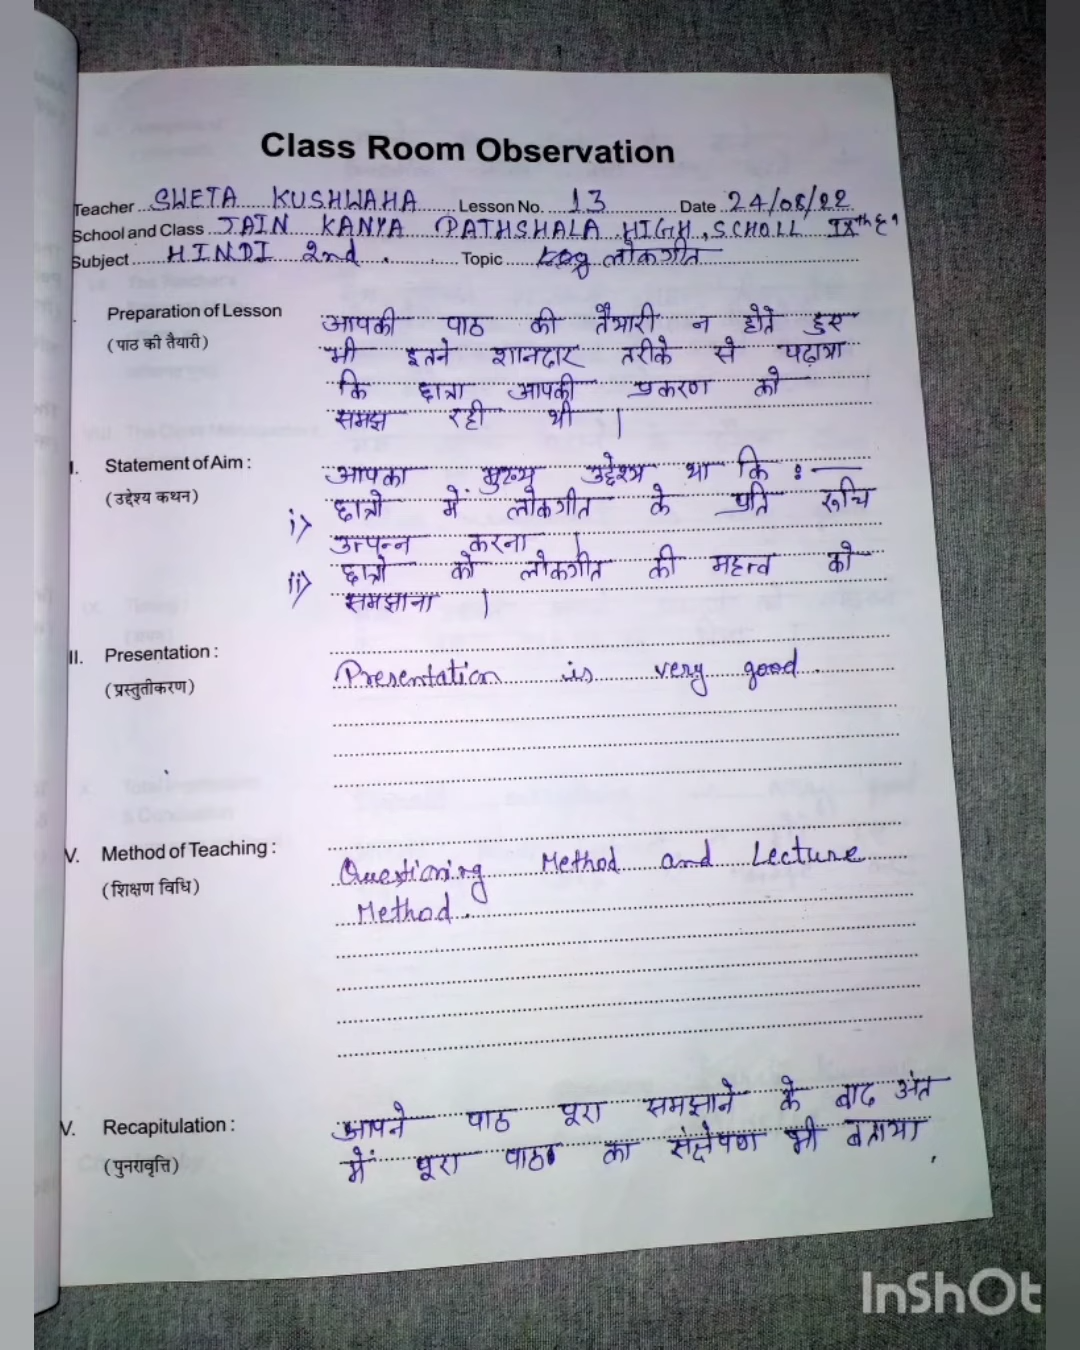 Class Room Observation
Teacher SWETA KUSHWAHA Lesson No. 13 Date 24/08/22
School and Class JAIN KANYA PATHSHALA HIGH, SCHOLL IXth
Subject HINDI 2nd . Topic लोकगीत
Preparation of Lesson
(पाठ की तैयारी)
आपकी पाठ की तैयारी न होते हुए
भी इतने शानदार तरीके से पढ़ाया
कि छात्रा आपकी प्रकरण को
समझ रही थी |
I. Statement of Aim :
(उद्देश्य कथन)
आपका मुख्य उद्देश्य था कि :—
i) छात्रो में लोकगीत के प्रति रूचि
उत्पन्न करना |
ii) छात्रो को लोकगीत की महत्व को
समझाना |
II. Presentation :
(प्रस्तुतीकरण)
Presentation is very good .
V. Method of Teaching :
(शिक्षण विधि)
Questioning Method and Lecture
Method .
V. Recapitulation :
(पुनरावृत्ति)
आपने पाठ पूरा समझाने के बाद अंत
में पूरा पाठ का संक्षेपण भी बताया
InShOt